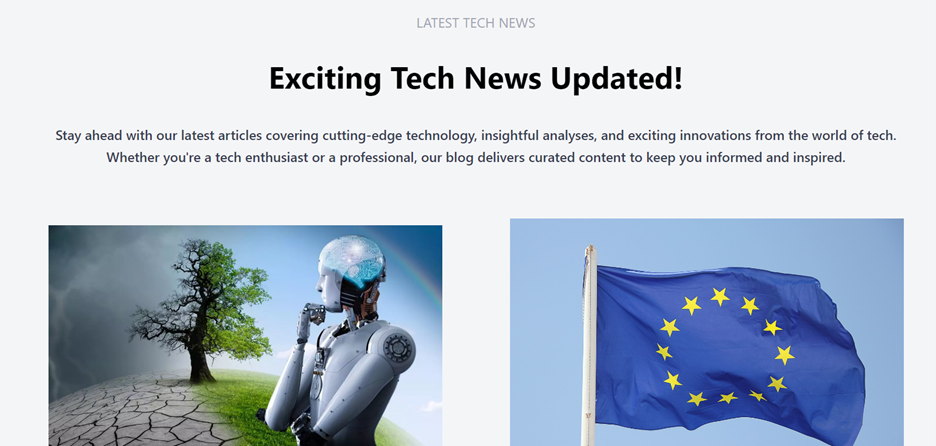 LATEST TECH NEWS
Exciting Tech News Updated!
Stay ahead with our latest articles covering cutting-edge technology, insightful analyses, and exciting innovations from the world of tech.
Whether you're a tech enthusiast or a professional, our blog delivers curated content to keep you informed and inspired.